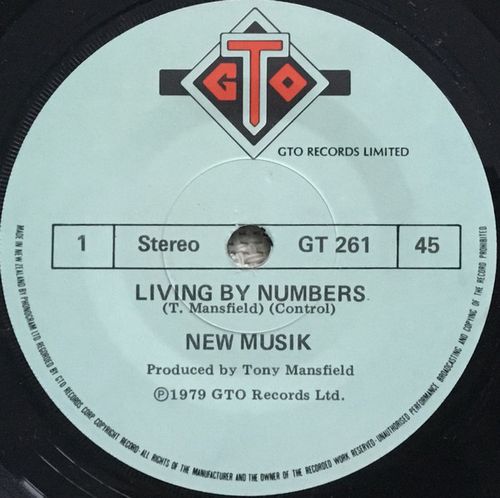 GTO
GTO RECORDS LIMITED
1 Stereo GT 261 45
LIVING BY NUMBERS
(T. Mansfield) (Control)
NEW MUSIK
Produced by Tony Mansfield
Ⓟ1979 GTO Records Ltd.
MADE IN NEW ZEALAND BY PHONOGRAM LTD. RECORDED BY GTO RECORDS CORP. COPYRIGHT RECORD. ALL RIGHTS OF THE MANUFACTURER AND THE OWNER OF THE RECORDED WORK RESERVED-UNAUTHORISED PERFORMANCE BROADCASTING AND COPYING OF THE RECORD PROHIBITED